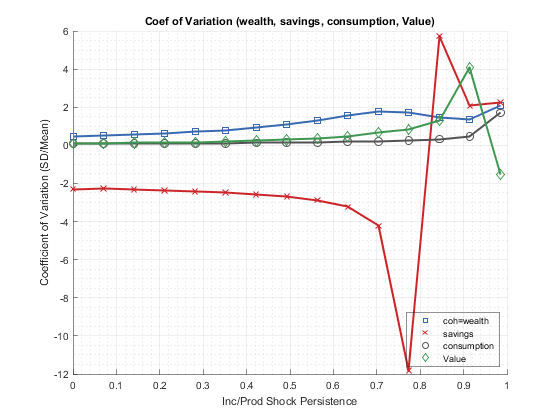 Coef of Variation (wealth, savings, consumption, Value)
Coefficient of Variation (SD/Mean)
6
4
2
0
-2
-4
-6
-8
-10
-12
0 0.1 0.2 0.3 0.4 0.5 0.6 0.7 0.8 0.9 1
Inc/Prod Shock Persistence
coh=wealth
savings
consumption
Value